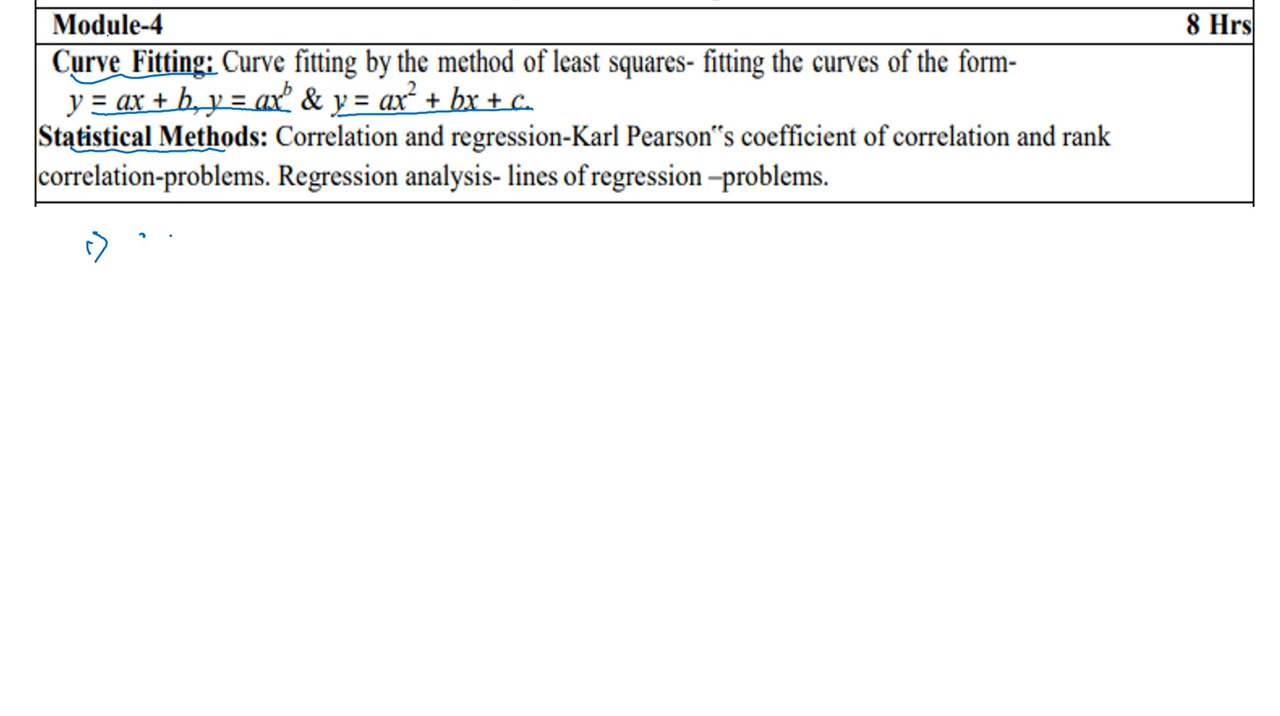 Module-4 8 Hrs
Curve Fitting: Curve fitting by the method of least squares- fitting the curves of the form-
y = ax + b, y = ax^b & y = ax² + bx + c.
Statistical Methods: Correlation and regression-Karl Pearson‟s coefficient of correlation and rank
correlation-problems. Regression analysis- lines of regression –problems.
1)